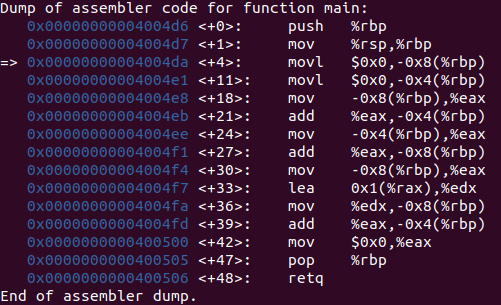 Dump of assembler code for function main:
   0x00000000004004d6 <+0>:     push   %rbp
   0x00000000004004d7 <+1>:     mov    %rsp,%rbp
=> 0x00000000004004da <+4>:     movl   $0x0,-0x8(%rbp)
   0x00000000004004e1 <+11>:    movl   $0x0,-0x4(%rbp)
   0x00000000004004e8 <+18>:    mov    -0x8(%rbp),%eax
   0x00000000004004eb <+21>:    add    %eax,-0x4(%rbp)
   0x00000000004004ee <+24>:    mov    -0x4(%rbp),%eax
   0x00000000004004f1 <+27>:    add    %eax,-0x8(%rbp)
   0x00000000004004f4 <+30>:    mov    -0x8(%rbp),%eax
   0x00000000004004f7 <+33>:    lea    0x1(%rax),%edx
   0x00000000004004fa <+36>:    mov    %edx,-0x8(%rbp)
   0x00000000004004fd <+39>:    add    %eax,-0x4(%rbp)
   0x0000000000400500 <+42>:    mov    $0x0,%eax
   0x0000000000400505 <+47>:    pop    %rbp
   0x0000000000400506 <+48>:    retq
End of assembler dump.